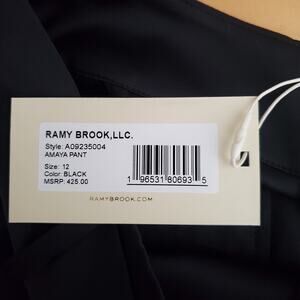 RAMY BROOK,LLC.
Style: A09235004
AMAYA PANT
Size: 12
Color: BLACK
MSRP: 425.00
1 96531 80693 5
RAMYBROOK.COM